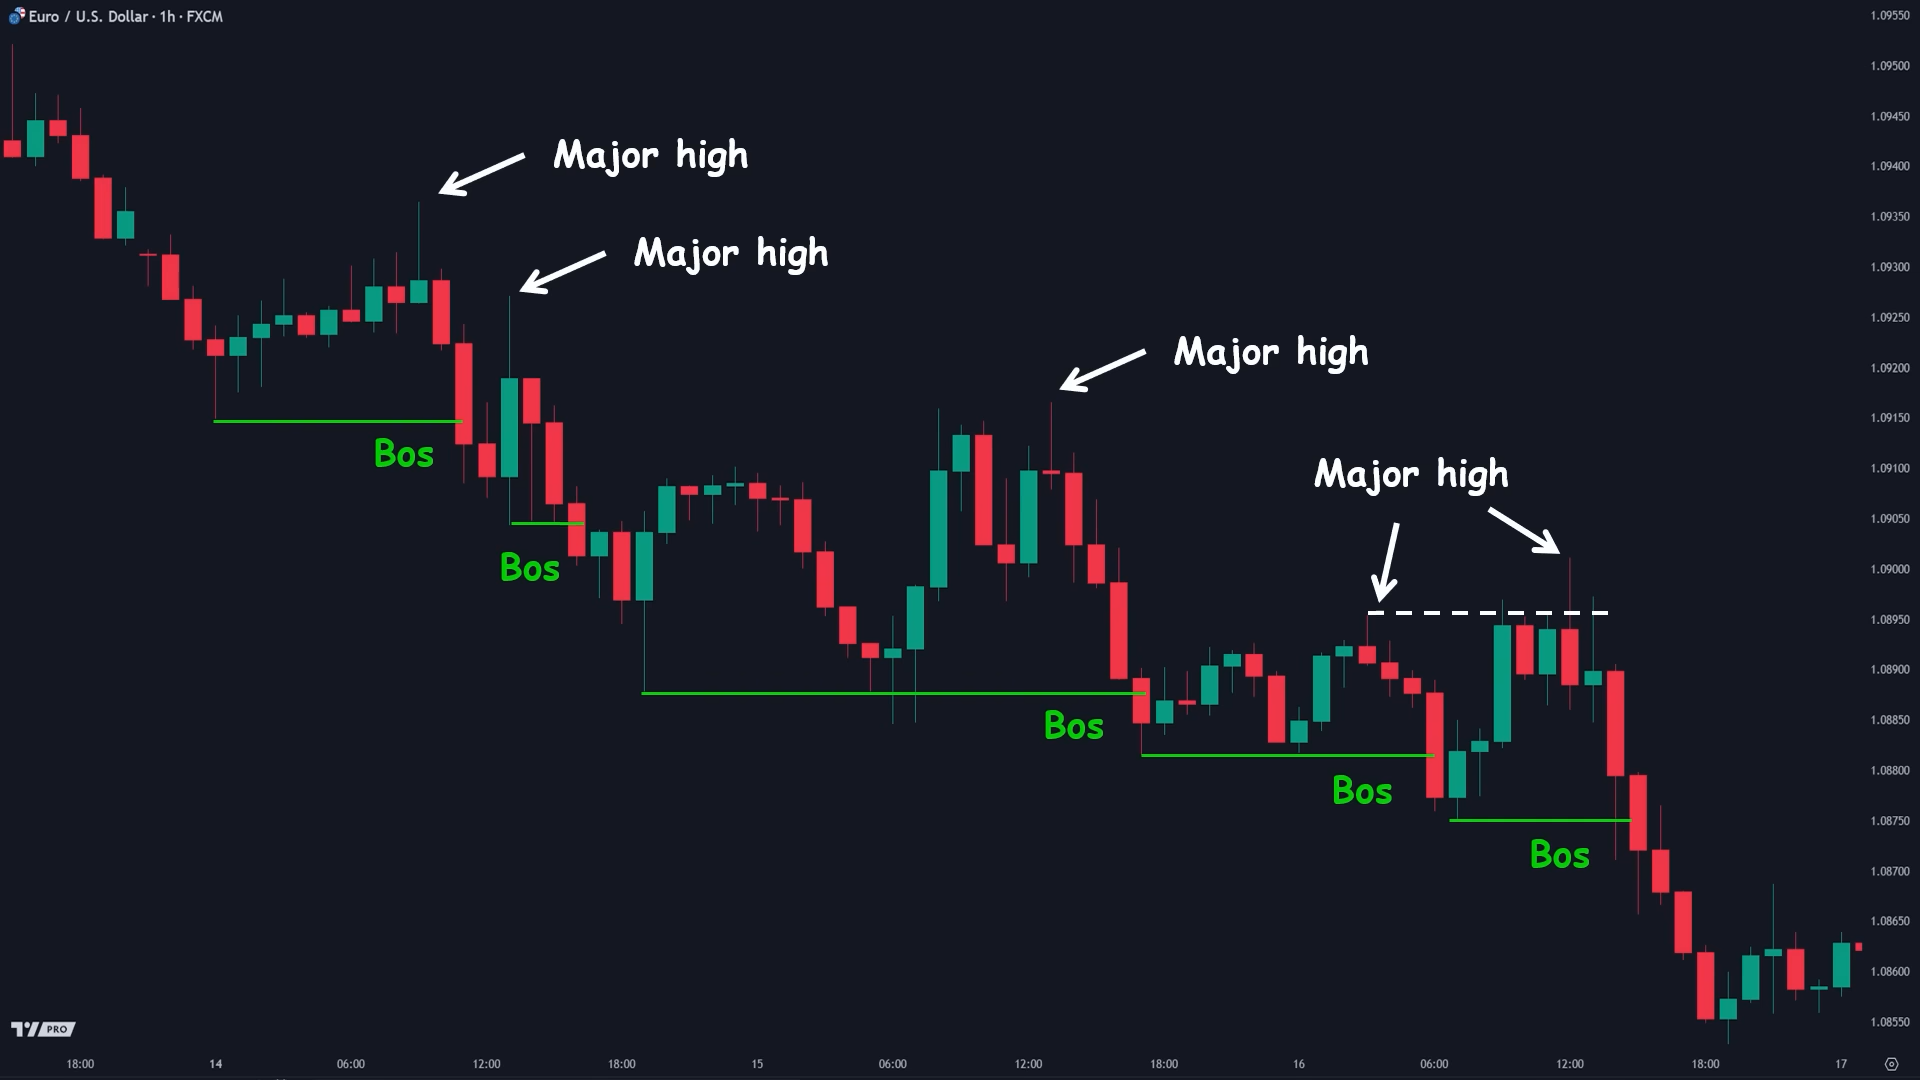 Euro / U.S. Dollar · 1h · FXCM
1.09550
1.09500
1.09450
Major high
1.09400
1.09350
Major high
1.09300
1.09250
Major high
1.09200
1.09150
Bos
1.09100
Major high
1.09050
Bos
1.09000
1.08950
1.08900
Bos
1.08850
1.08800
Bos
1.08750
Bos
1.08700
1.08650
1.08600
1.08550
PRO
18:00 14 06:00 12:00 18:00 15 06:00 12:00 18:00 16 06:00 12:00 18:00 17